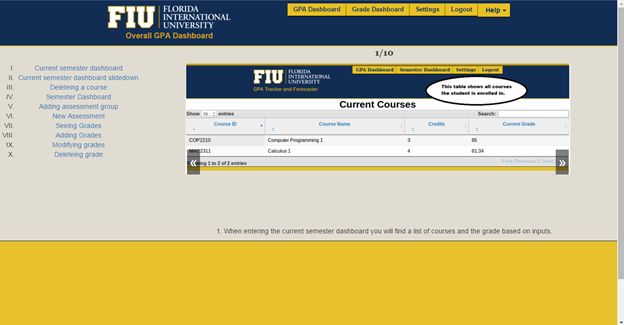 FIU FLORIDA INTERNATIONAL UNIVERSITY
GPA Dashboard Grade Dashboard Settings Logout Help
Overall GPA Dashboard
1/10
I. Current semester dashboard
II. Current semester dashboard slidedown
III. Deleteing a course
IV. Semester Dashboard
V. Adding assessment group
VI. New Assessment
VII. Seeing Grades
VIII. Adding Grades
IX. Modifying grades
X. Deleteing grade
FIU FLORIDA INTERNATIONAL UNIVERSITY
GPA Dashboard Semester Dashboard Settings Logout
GPA Tracker and Forecaster
This table shows all courses
the student is enrolled in.
Current Courses
Show 10 entries Search:
Course ID Course Name Credits Current Grade
COP2210 Computer Programming 1 3 85
2311 Calculus 1 4 81.34
1 to 2 of 2 entries First Previous 1 Next
« »
1. When entering the current semester dashboard you will find a list of courses and the grade based on inputs.